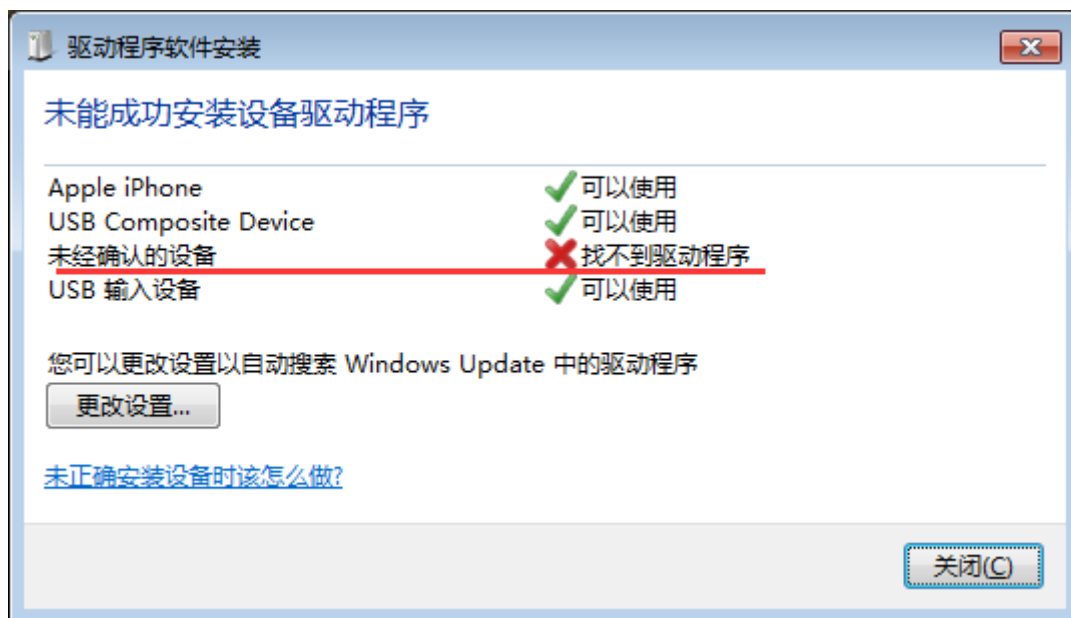 驱动程序软件安装
未能成功安装设备驱动程序
Apple iPhone 可以使用
USB Composite Device 可以使用
未经确认的设备 找不到驱动程序
USB 输入设备 可以使用
您可以更改设置以自动搜索 Windows Update 中的驱动程序
更改设置...
未正确安装设备时该怎么做?
关闭(C)